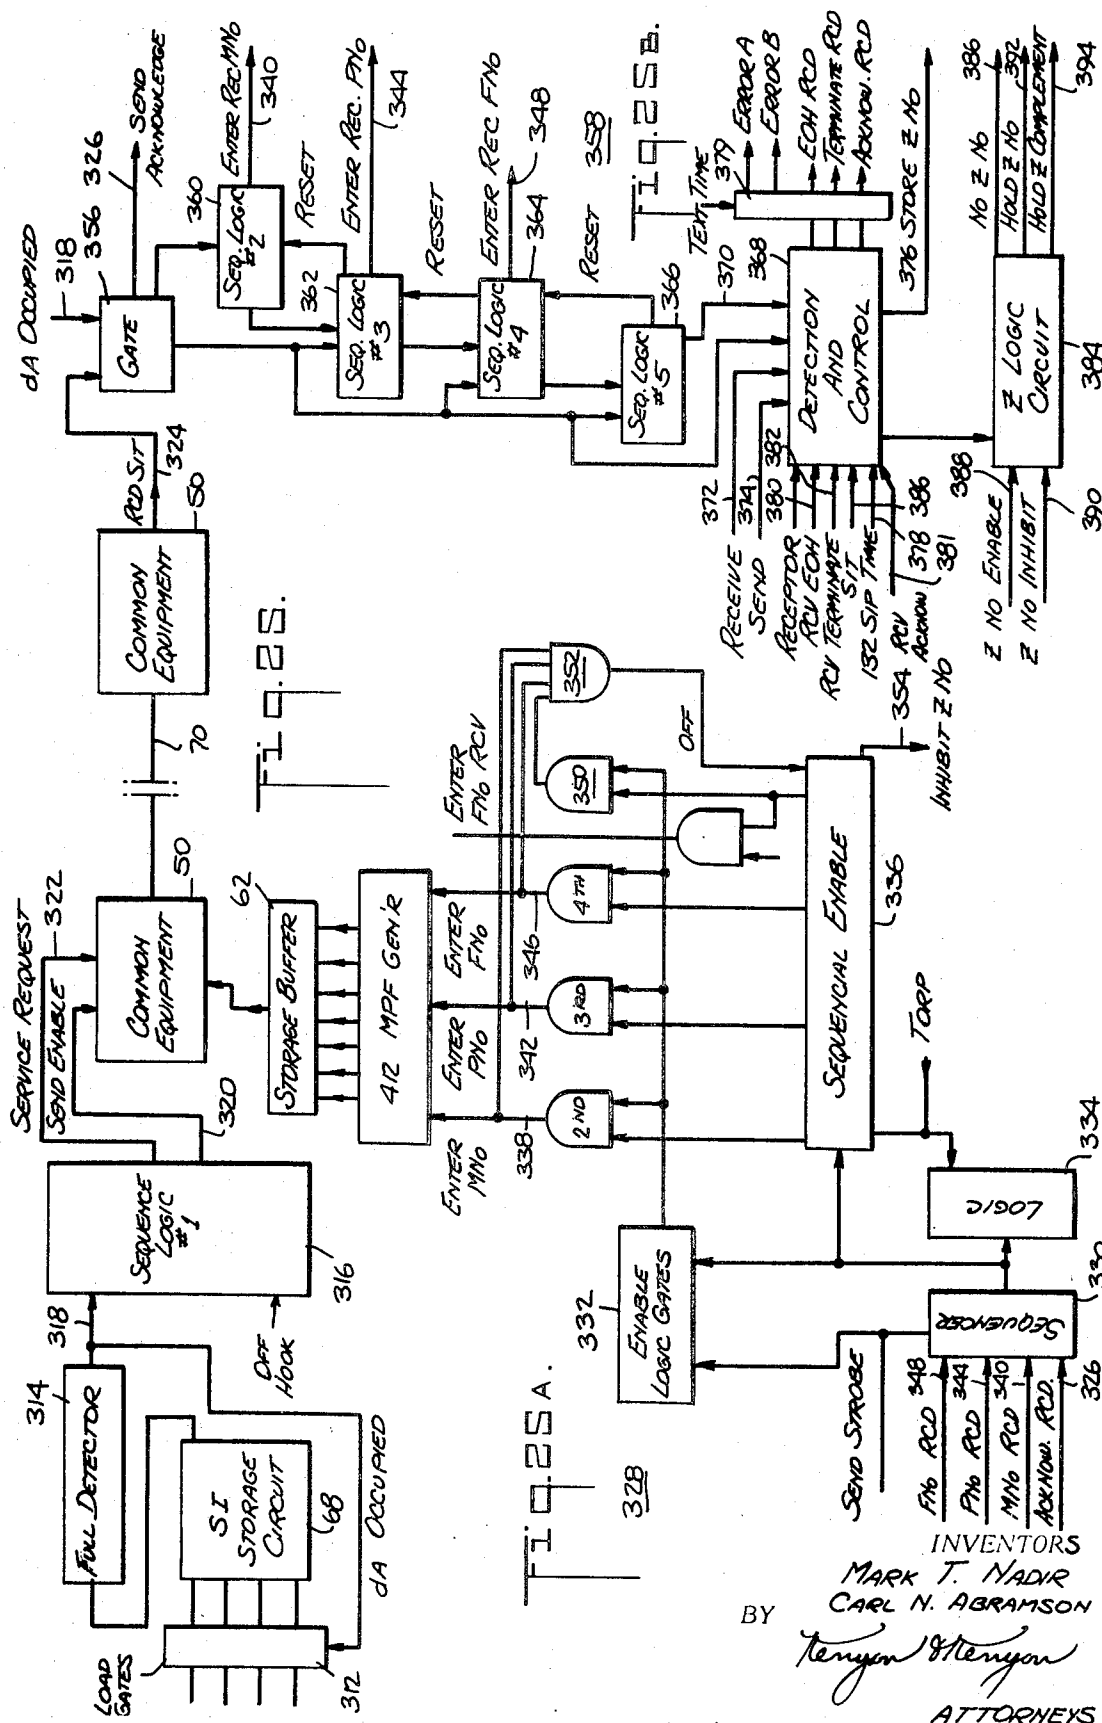 dA OCCUPIED
318
356
326
SEND
ACKNOWLEDGE
GATE
360
SEQ. LOGIC
#2
ENTER REC MNo
340
RESET
362
SEQ. LOGIC
#3
ENTER REC. PNo
344
RESET
SEQ. LOGIC
#4
ENTER REC FNo
348
364
RESET
358
SEQ. LOGIC
#5
366
370
Fig. 25B.
TEXT TIME
379
ERROR A
ERROR B
EOH RCD
TERMINATE RCD
ACKNOW. RCD
368
DETECTION
AND
CONTROL
376 STORE Z No
372
RECEIVE
374
SEND
RECEPTOR
380
RCV EOH
382
RCV TERMINATE
SIT
386
132 SIP TIME
378
RCV
ACKNOW
381
388
Z NO ENABLE
Z NO INHIBIT
390
Z LOGIC
CIRCUIT
384
NO Z NO
386
HOLD Z NO
392
HOLD Z COMPLEMENT
394
RCD SIT
324
COMMON
EQUIPMENT
50
70
Fig. 25.
SERVICE REQUEST
322
SEND ENABLE
320
COMMON
EQUIPMENT
50
62
STORAGE BUFFER
412 MPF GEN'R
SEQUENCE
LOGIC
#1
316
318
OFF
HOOK
314
FULL DETECTOR
SI
STORAGE
CIRCUIT
68
LOAD
GATES
312
dA OCCUPIED
ENTER
MNo
338
ENTER
PNo
342
ENTER
FNo
346
ENTER
FNo RCV
2ND
3RD
4TH
350
352
OFF
SEQUENCIAL ENABLE
336
354
INHIBIT Z NO
TORP
LOGIC
334
332
ENABLE
LOGIC GATES
SEQUENCER
330
SEND STROBE
FNo RCD 348
PNo RCD 344
MNo RCD 340
ACKNOW. RCD.
326
Fig. 25A.
328
INVENTORS
MARK T. NADIR
CARL N. ABRAMSON
BY
Kenyon & Kenyon
ATTORNEYS